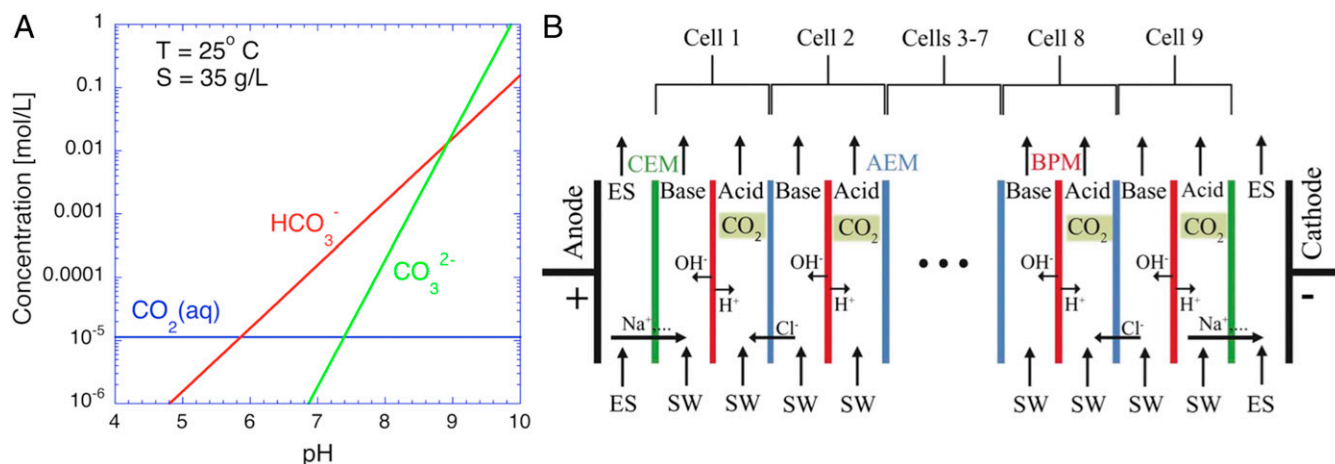 A
T = 25° C
S = 35 g/L
Concentration [mol/L]
1
0.1
0.01
0.001
0.0001
10⁻⁵
10⁻⁶
HCO₃⁻
CO₃²⁻
CO₂(aq)
4 5 6 7 8 9 10
pH
B
Cell 1 Cell 2 Cells 3-7 Cell 8 Cell 9
CEM AEM BPM
ES Base Acid Base Acid Base Acid Base Acid ES
CO₂ CO₂ CO₂ CO₂
Anode Cathode
OH⁻ OH⁻ OH⁻ OH⁻
• • •
H⁺ H⁺ H⁺ H⁺
+ -
Na⁺,... Cl⁻ Cl⁻ Na⁺,...
ES SW SW SW SW SW SW SW SW ES